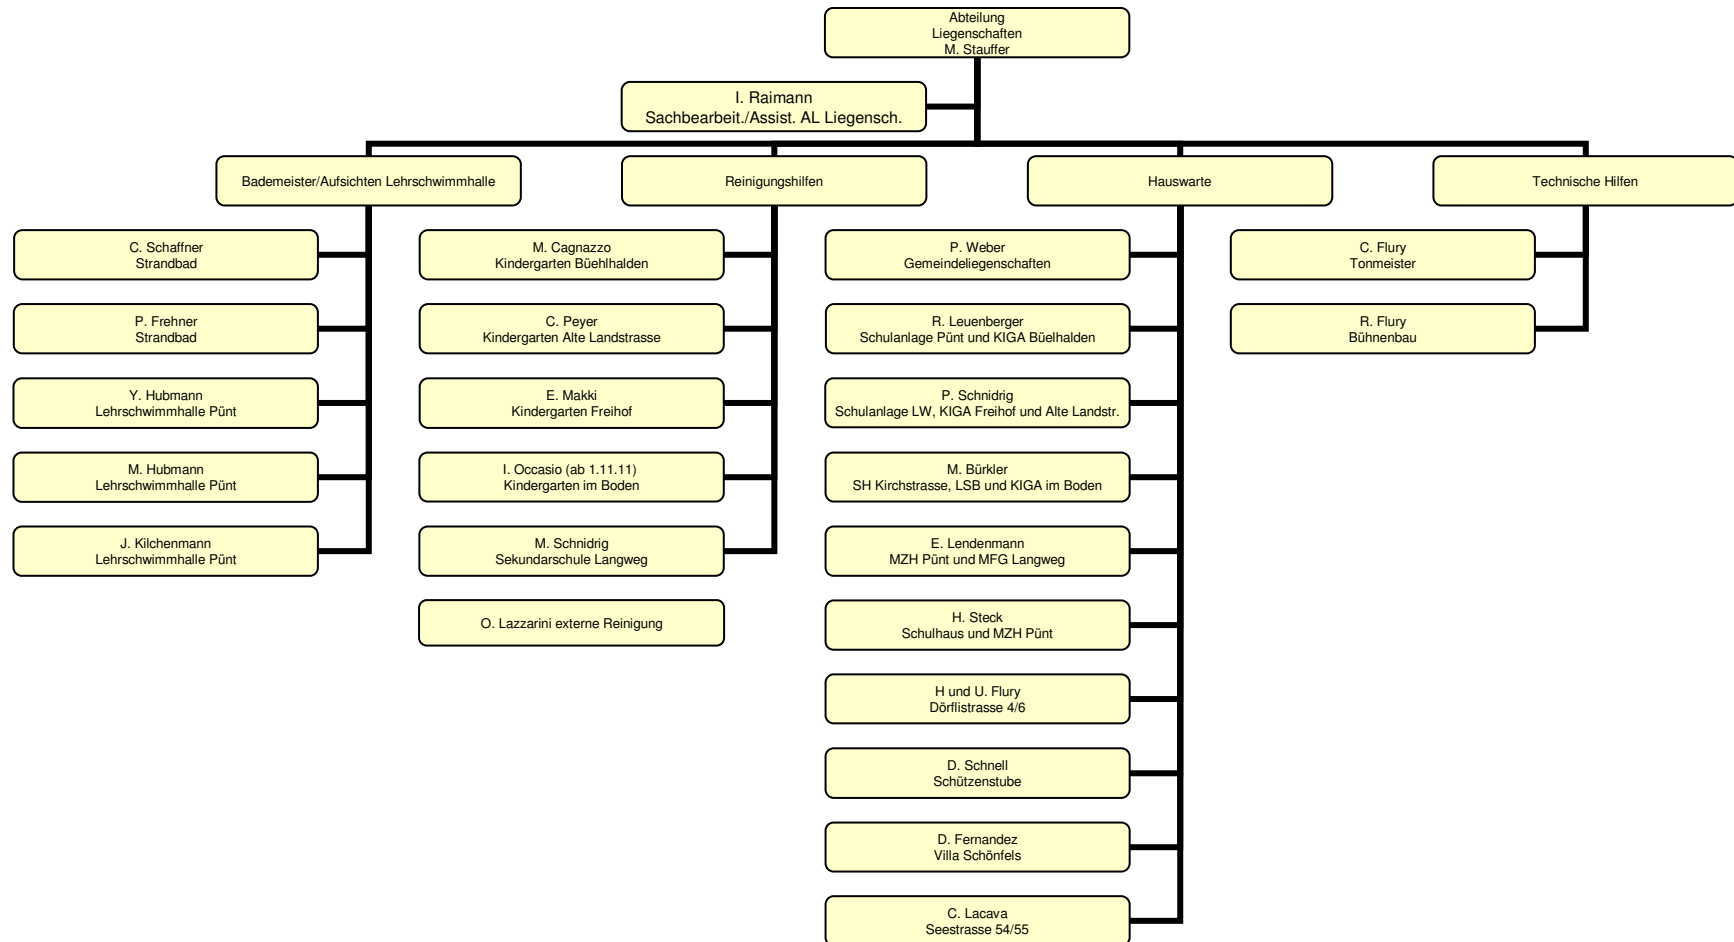 Abteilung
Liegenschaften
M. Stauffer
I. Raimann
Sachbearbeit./Assist. AL Liegensch.
Bademeister/Aufsichten Lehrschwimmhalle
Reinigungshilfen
Hauswarte
Technische Hilfen
C. Schaffner
Strandbad
P. Frehner
Strandbad
Y. Hubmann
Lehrschwimmhalle Pünt
M. Hubmann
Lehrschwimmhalle Pünt
J. Kilchenmann
Lehrschwimmhalle Pünt
M. Cagnazzo
Kindergarten Büehlhalden
C. Peyer
Kindergarten Alte Landstrasse
E. Makki
Kindergarten Freihof
I. Occasio (ab 1.11.11)
Kindergarten im Boden
M. Schnidrig
Sekundarschule Langweg
O. Lazzarini externe Reinigung
P. Weber
Gemeindeliegenschaften
R. Leuenberger
Schulanlage Pünt und KIGA Büelhalden
P. Schnidrig
Schulanlage LW, KIGA Freihof und Alte Landstr.
M. Bürkler
SH Kirchstrasse, LSB und KIGA im Boden
E. Lendenmann
MZH Pünt und MFG Langweg
H. Steck
Schulhaus und MZH Pünt
H und U. Flury
Dörflistrasse 4/6
D. Schnell
Schützenstube
D. Fernandez
Villa Schönfels
C. Lacava
Seestrasse 54/55
C. Flury
Tonmeister
R. Flury
Bühnenbau